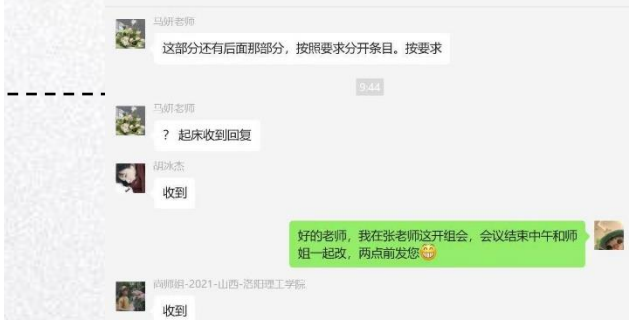 马妍老师
这部分还有后面那部分，按照要求分开条目。按要求
9:44
马妍老师
？ 起床收到回复
胡冰杰
收到
好的老师，我在张老师这开组会，会议结束中午和师
姐一起改，两点前发您
尚师姐-2021-山西-洛阳理工学院
收到